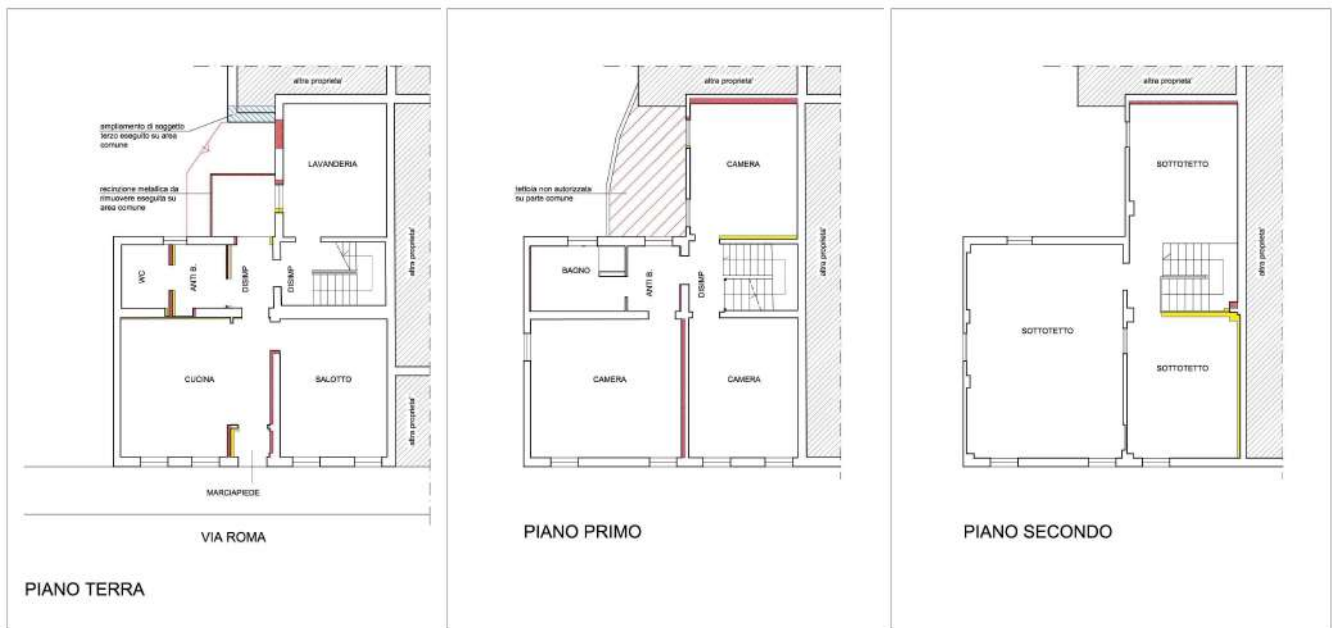 altra proprieta'
ampliamento di soggetto
terzo eseguito su area
comune
LAVANDERIA
recinzione metallica da
rimuovere eseguita su
area comune
altra proprieta'
WC
ANTI B.
DISIMP
DISIMP
CUCINA
SALOTTO
altra proprieta'
MARCIAPIEDE
VIA ROMA
PIANO TERRA
altra proprieta'
CAMERA
tettoia non autorizzata
su parte comune
altra proprieta'
BAGNO
ANTI B.
DISIMP
CAMERA
CAMERA
PIANO PRIMO
altra proprieta'
SOTTOTETTO
altra proprieta'
SOTTOTETTO
SOTTOTETTO
PIANO SECONDO